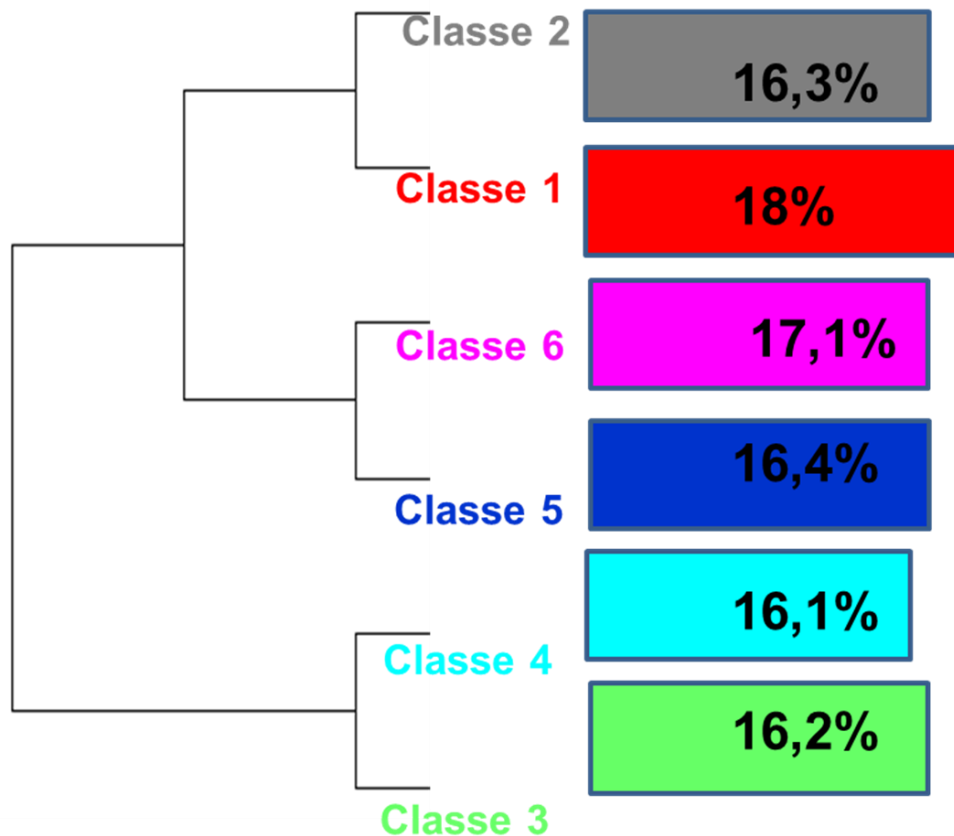 Classe 2
16,3%
Classe 1
18%
Classe 6
17,1%
Classe 5
16,4%
Classe 4
16,1%
Classe 3
16,2%